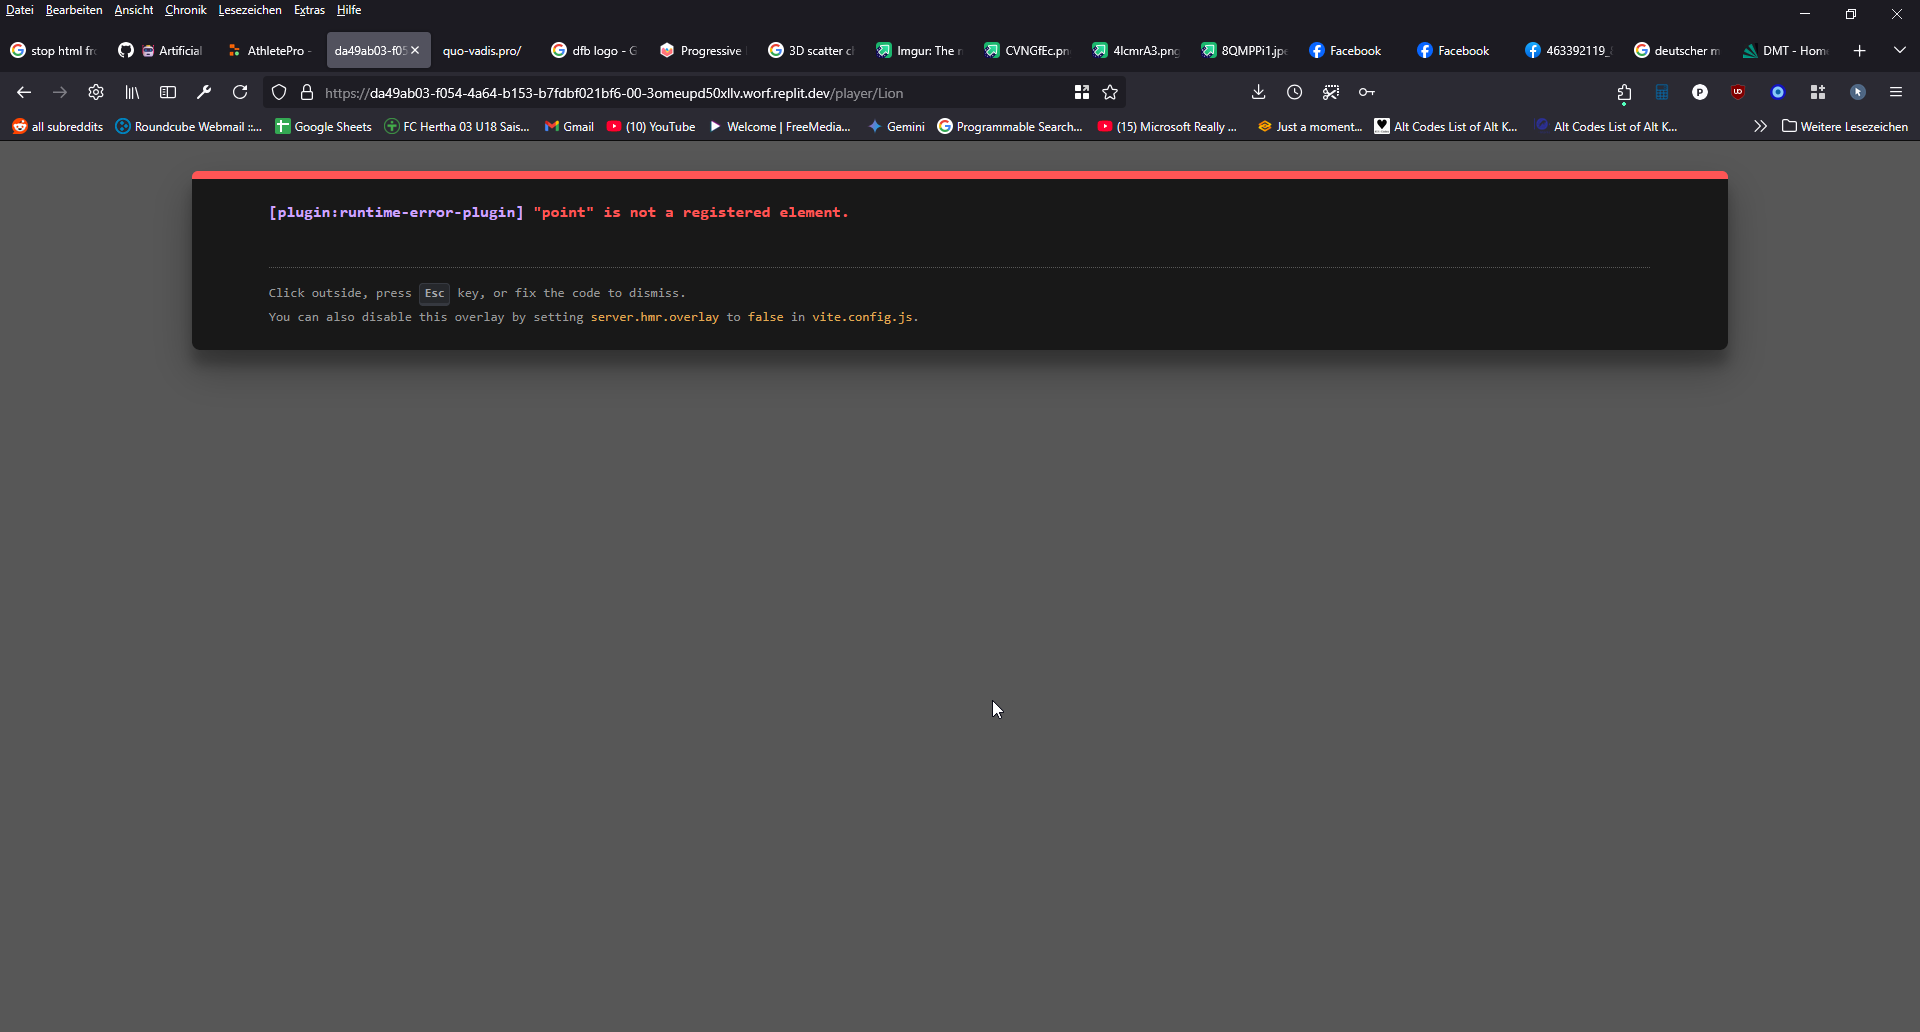 Datei Bearbeiten Ansicht Chronik Lesezeichen Extras Hilfe
stop html fr Artificial AthletePro - da49ab03-f05 quo-vadis.pro/ dfb logo - G Progressive 3D scatter cl Imgur: The n CVNGfEc.pn 4lcmrA3.png 8QMPPi1.jpe Facebook Facebook 463392119_ deutscher m DMT - Home
https://da49ab03-f054-4a64-b153-b7fdbf021bf6-00-3omeupd50xllv.worf.replit.dev/player/Lion
all subreddits Roundcube Webmail ::... Google Sheets FC Hertha 03 U18 Sais... Gmail (10) YouTube Welcome | FreeMedia... Gemini Programmable Search... (15) Microsoft Really ... Just a moment... Alt Codes List of Alt K... Alt Codes List of Alt K... Weitere Lesezeichen
[plugin:runtime-error-plugin] "point" is not a registered element.
Click outside, press Esc key, or fix the code to dismiss.
You can also disable this overlay by setting server.hmr.overlay to false in vite.config.js.